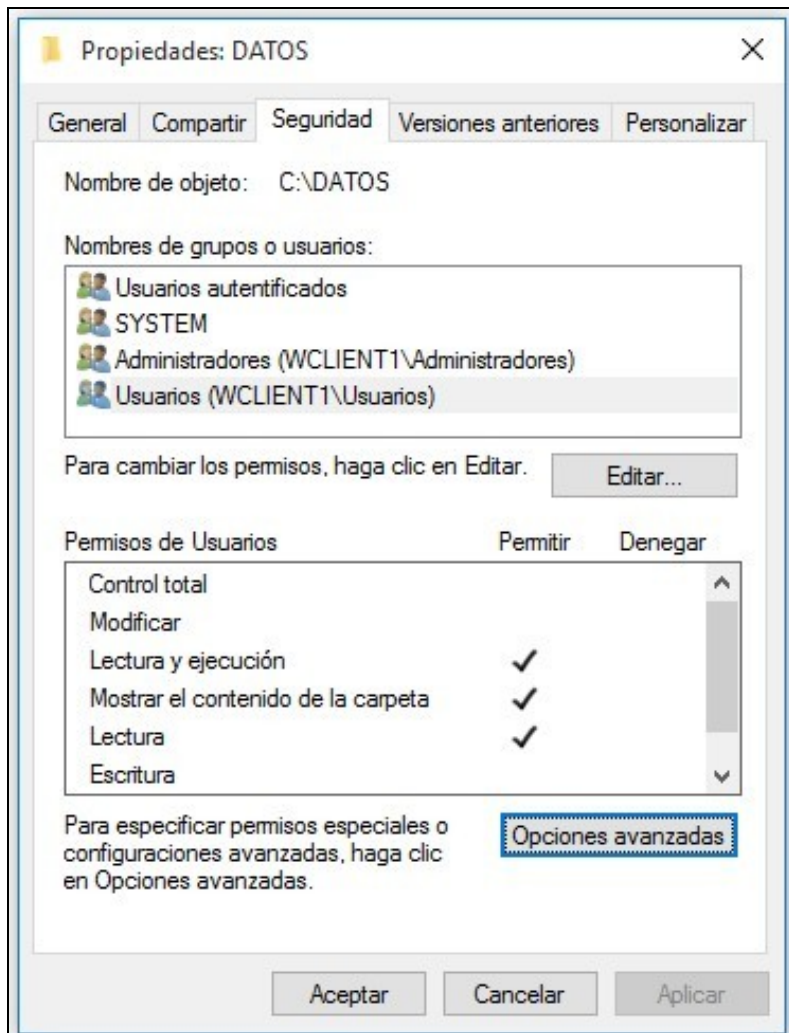 Propiedades: DATOS
General Compartir Seguridad Versiones anteriores Personalizar
Nombre de objeto: C:\DATOS
Nombres de grupos o usuarios:
Usuarios autentificados
SYSTEM
Administradores (WCLIENT1\Administradores)
Usuarios (WCLIENT1\Usuarios)
Para cambiar los permisos, haga clic en Editar. Editar...
Permisos de Usuarios Permitir Denegar
Control total
Modificar
Lectura y ejecución
Mostrar el contenido de la carpeta
Lectura
Escritura
Para especificar permisos especiales o
configuraciones avanzadas, haga clic
en Opciones avanzadas.
Opciones avanzadas
Aceptar Cancelar Aplicar